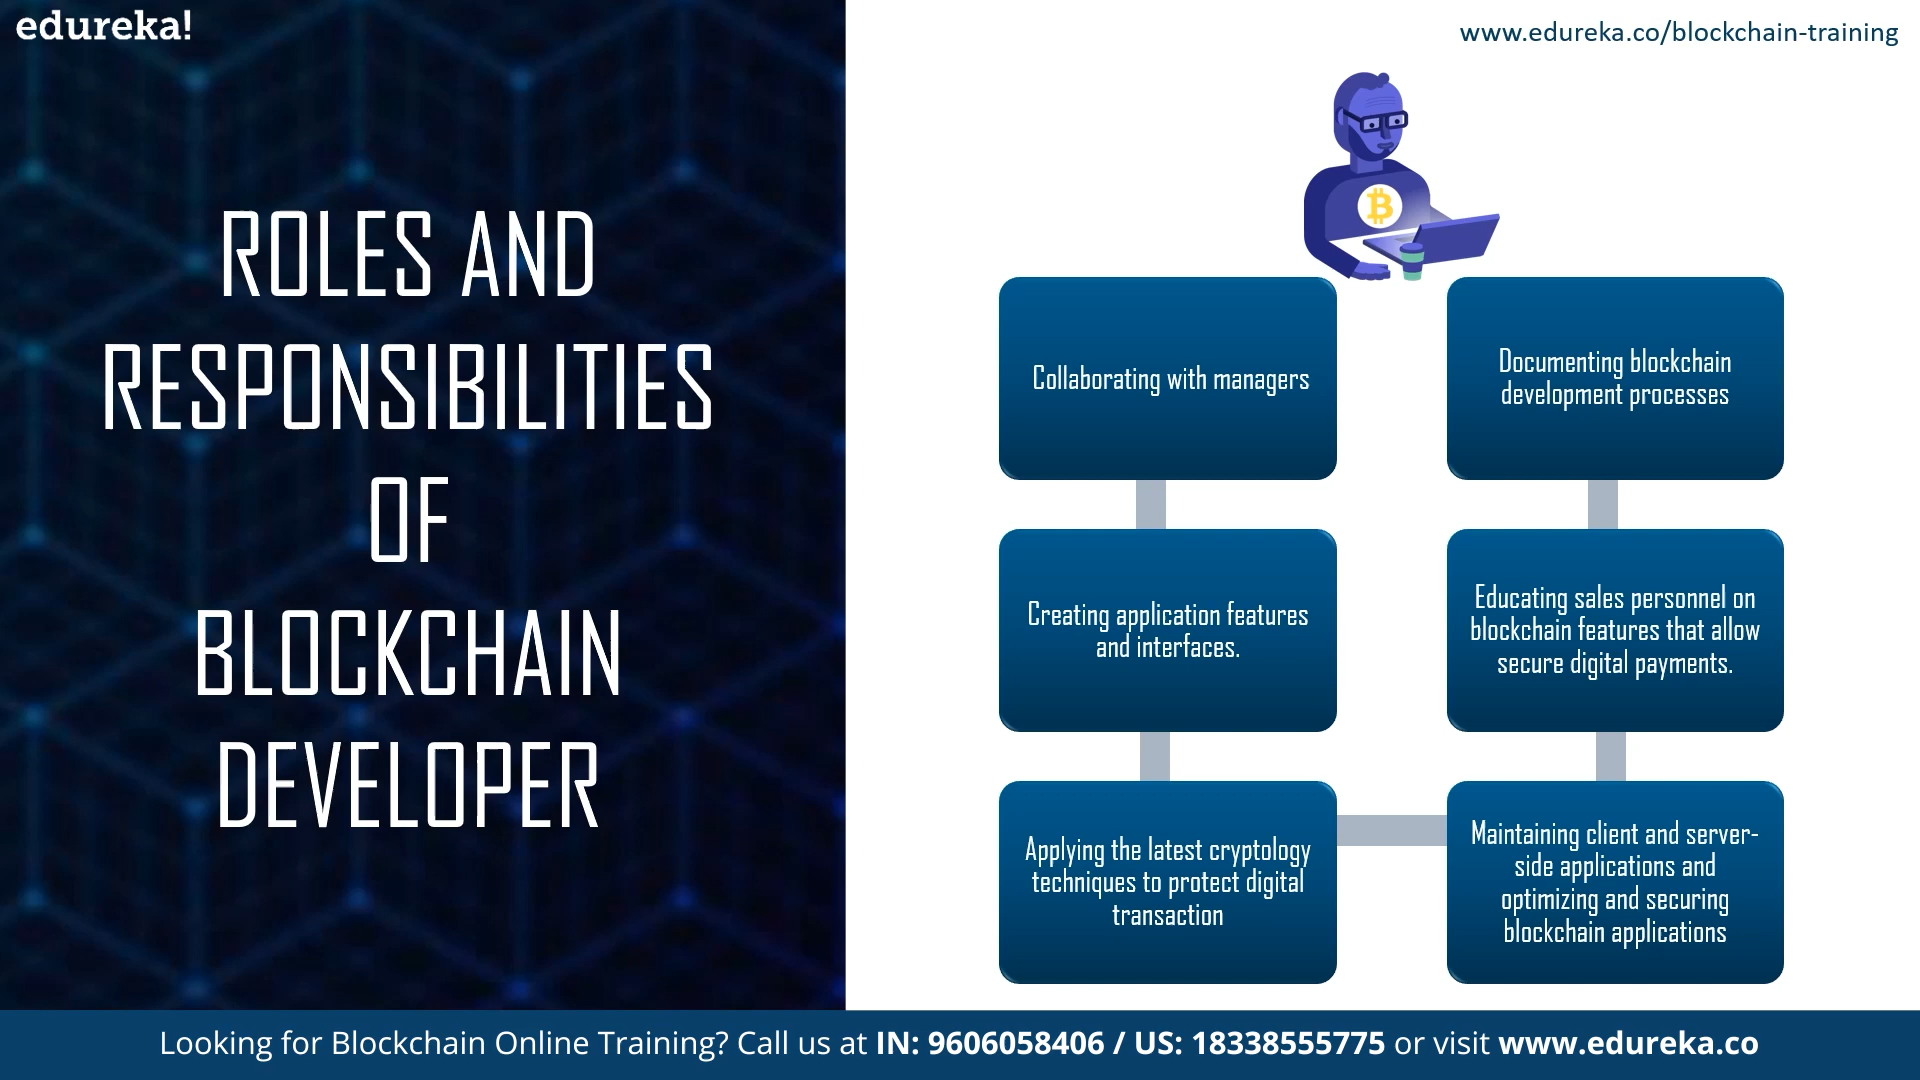 edureka!
www.edureka.co/blockchain-training
ROLES AND
RESPONSIBILITIES
OF
BLOCKCHAIN
DEVELOPER
Collaborating with managers
Creating application features
and interfaces.
Applying the latest cryptology
techniques to protect digital
transaction
Maintaining client and server-
side applications and
optimizing and securing
blockchain applications
Educating sales personnel on
blockchain features that allow
secure digital payments.
Documenting blockchain
development processes
Looking for Blockchain Online Training? Call us at IN: 9606058406 / US: 18338555775 or visit www.edureka.co